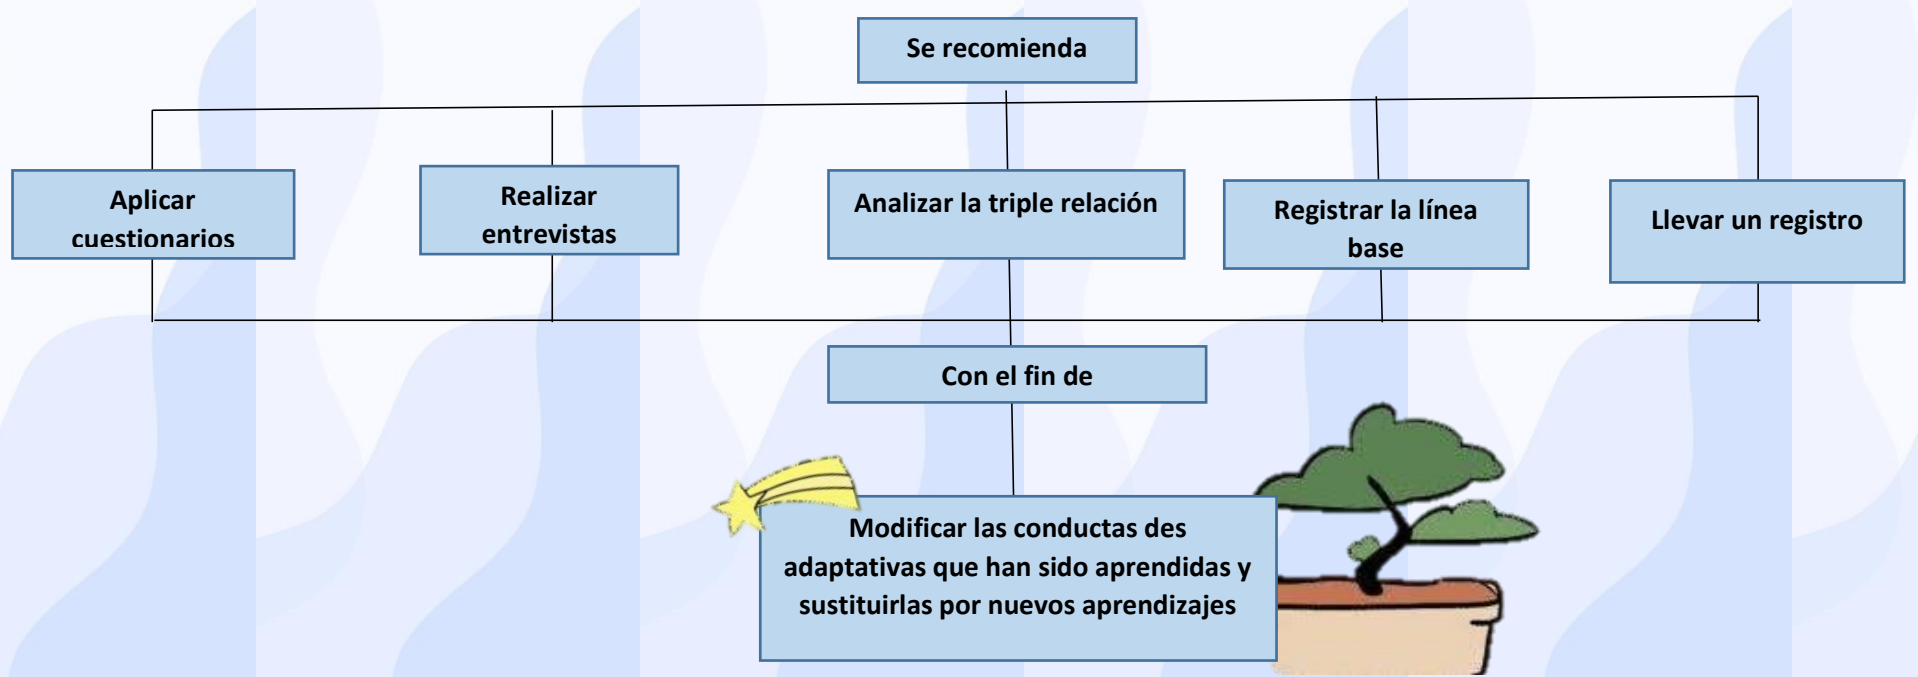 Se recomienda
Aplicar
cuestionarios
Realizar
entrevistas
Analizar la triple relación
Registrar la línea
base
Llevar un registro
Con el fin de
Modificar las conductas des
adaptativas que han sido aprendidas y
sustituirlas por nuevos aprendizajes